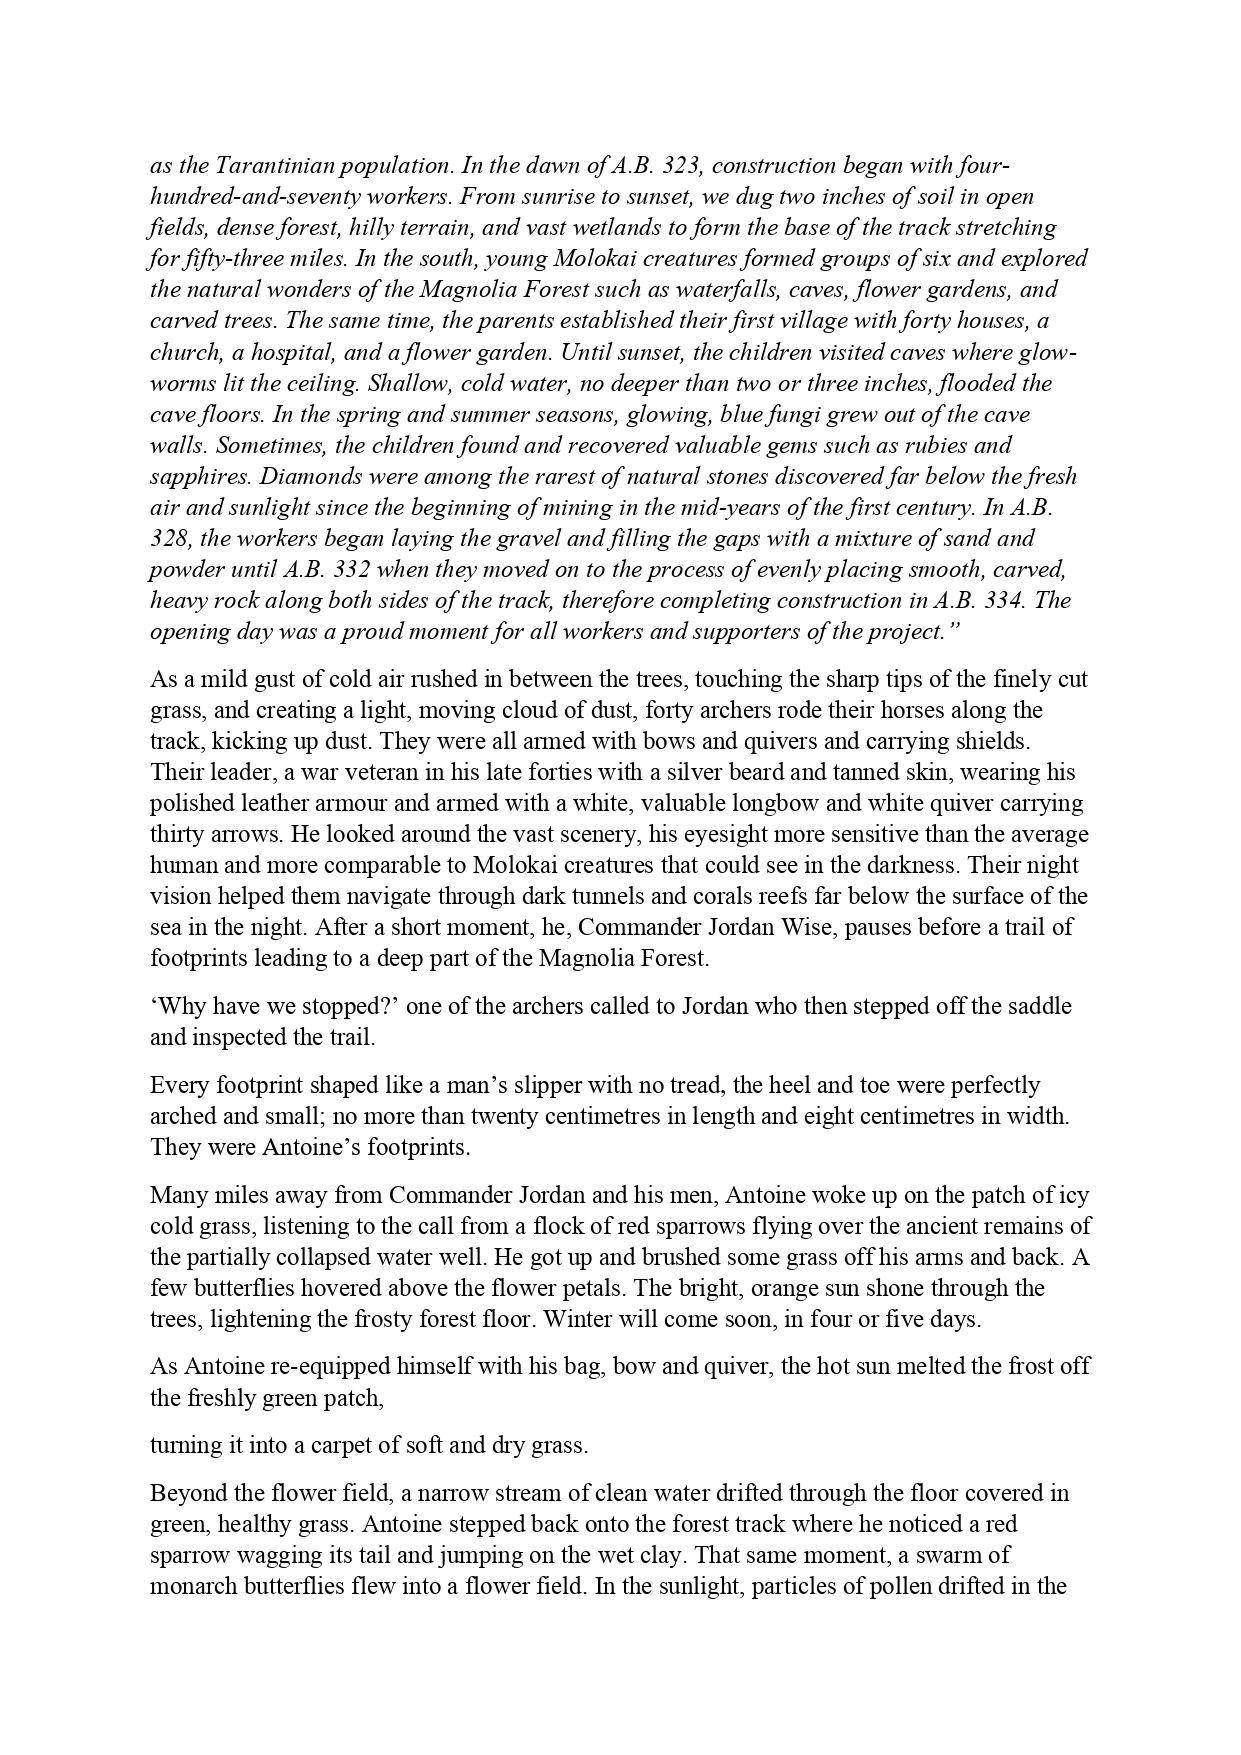 as the Tarantinian population. In the dawn of A.B. 323, construction began with four-
hundred-and-seventy workers. From sunrise to sunset, we dug two inches of soil in open
fields, dense forest, hilly terrain, and vast wetlands to form the base of the track stretching
for fifty-three miles. In the south, young Molokai creatures formed groups of six and explored
the natural wonders of the Magnolia Forest such as waterfalls, caves, flower gardens, and
carved trees. The same time, the parents established their first village with forty houses, a
church, a hospital, and a flower garden. Until sunset, the children visited caves where glow-
worms lit the ceiling. Shallow, cold water, no deeper than two or three inches, flooded the
cave floors. In the spring and summer seasons, glowing, blue fungi grew out of the cave
walls. Sometimes, the children found and recovered valuable gems such as rubies and
sapphires. Diamonds were among the rarest of natural stones discovered far below the fresh
air and sunlight since the beginning of mining in the mid-years of the first century. In A.B.
328, the workers began laying the gravel and filling the gaps with a mixture of sand and
powder until A.B. 332 when they moved on to the process of evenly placing smooth, carved,
heavy rock along both sides of the track, therefore completing construction in A.B. 334. The
opening day was a proud moment for all workers and supporters of the project.”
As a mild gust of cold air rushed in between the trees, touching the sharp tips of the finely cut
grass, and creating a light, moving cloud of dust, forty archers rode their horses along the
track, kicking up dust. They were all armed with bows and quivers and carrying shields.
Their leader, a war veteran in his late forties with a silver beard and tanned skin, wearing his
polished leather armour and armed with a white, valuable longbow and white quiver carrying
thirty arrows. He looked around the vast scenery, his eyesight more sensitive than the average
human and more comparable to Molokai creatures that could see in the darkness. Their night
vision helped them navigate through dark tunnels and corals reefs far below the surface of the
sea in the night. After a short moment, he, Commander Jordan Wise, pauses before a trail of
footprints leading to a deep part of the Magnolia Forest.
‘Why have we stopped?’ one of the archers called to Jordan who then stepped off the saddle
and inspected the trail.
Every footprint shaped like a man’s slipper with no tread, the heel and toe were perfectly
arched and small; no more than twenty centimetres in length and eight centimetres in width.
They were Antoine’s footprints.
Many miles away from Commander Jordan and his men, Antoine woke up on the patch of icy
cold grass, listening to the call from a flock of red sparrows flying over the ancient remains of
the partially collapsed water well. He got up and brushed some grass off his arms and back. A
few butterflies hovered above the flower petals. The bright, orange sun shone through the
trees, lightening the frosty forest floor. Winter will come soon, in four or five days.
As Antoine re-equipped himself with his bag, bow and quiver, the hot sun melted the frost off
the freshly green patch,
turning it into a carpet of soft and dry grass.
Beyond the flower field, a narrow stream of clean water drifted through the floor covered in
green, healthy grass. Antoine stepped back onto the forest track where he noticed a red
sparrow wagging its tail and jumping on the wet clay. That same moment, a swarm of
monarch butterflies flew into a flower field. In the sunlight, particles of pollen drifted in the